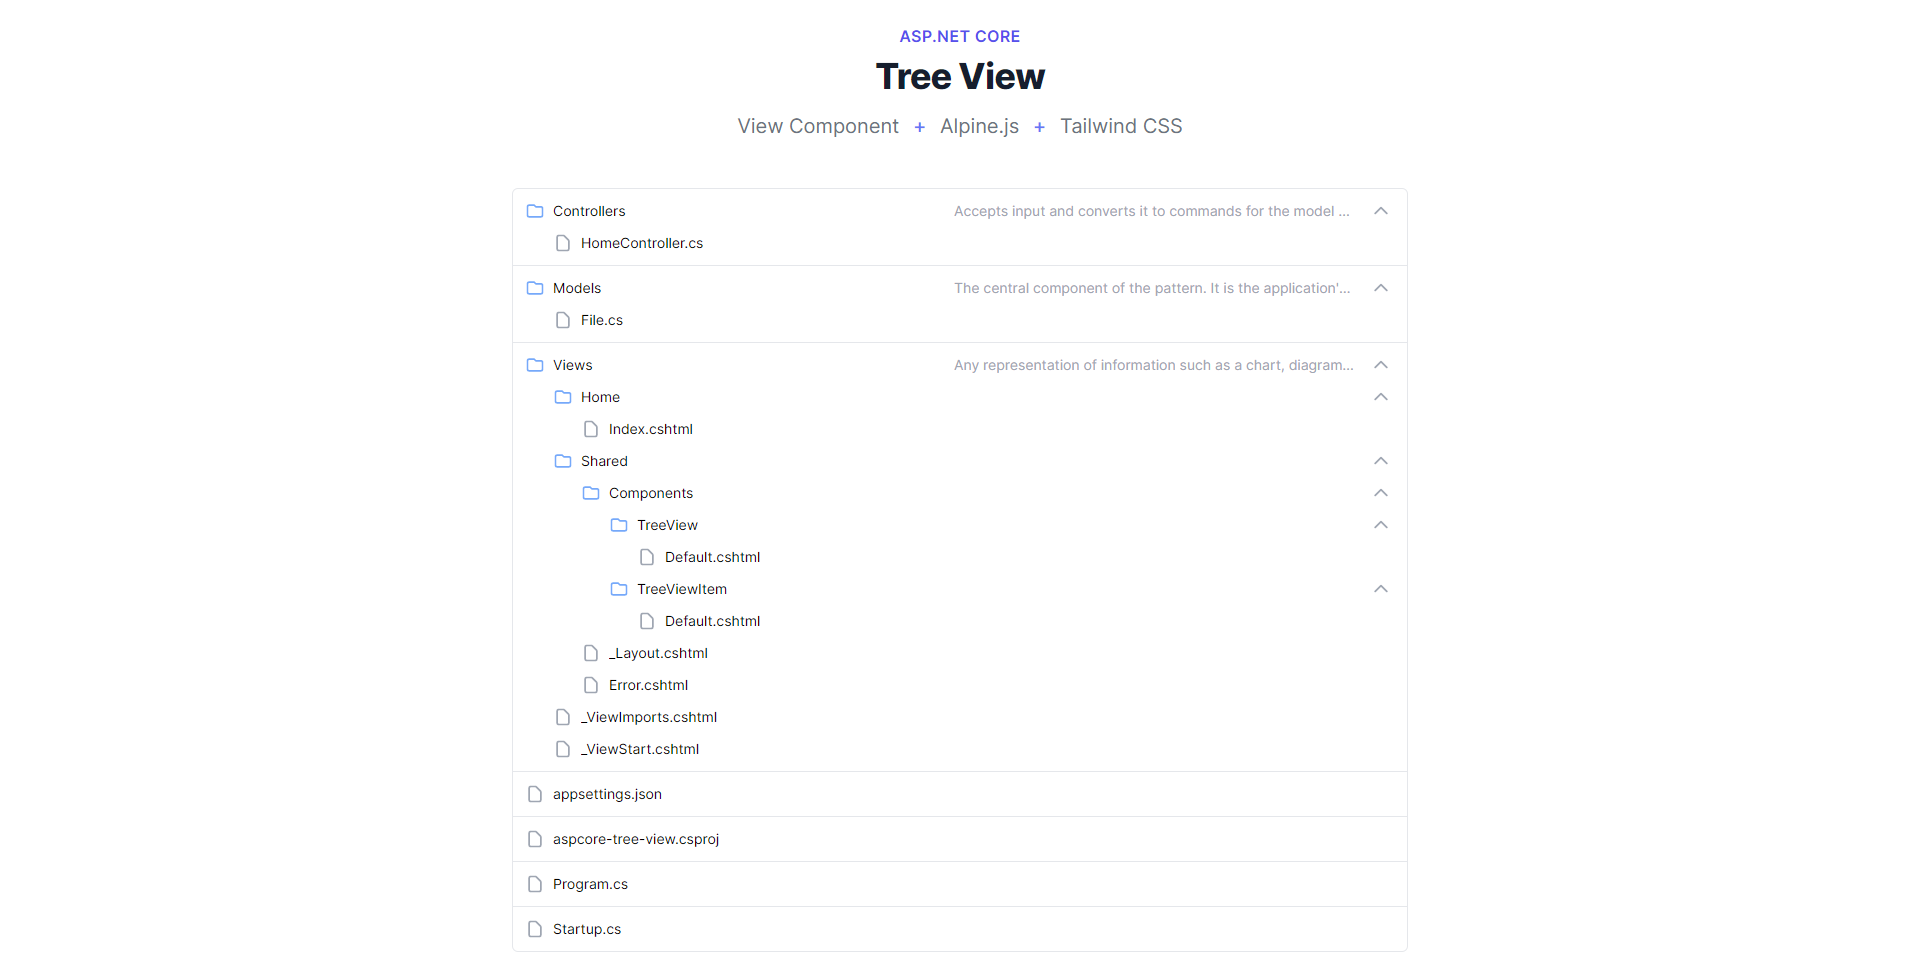 ASP.NET CORE
Tree View
View Component + Alpine.js + Tailwind CSS
Controllers Accepts input and converts it to commands for the model ...
HomeController.cs
Models The central component of the pattern. It is the application'...
File.cs
Views Any representation of information such as a chart, diagram...
Home
Index.cshtml
Shared
Components
TreeView
Default.cshtml
TreeViewItem
Default.cshtml
_Layout.cshtml
Error.cshtml
_ViewImports.cshtml
_ViewStart.cshtml
appsettings.json
aspcore-tree-view.csproj
Program.cs
Startup.cs